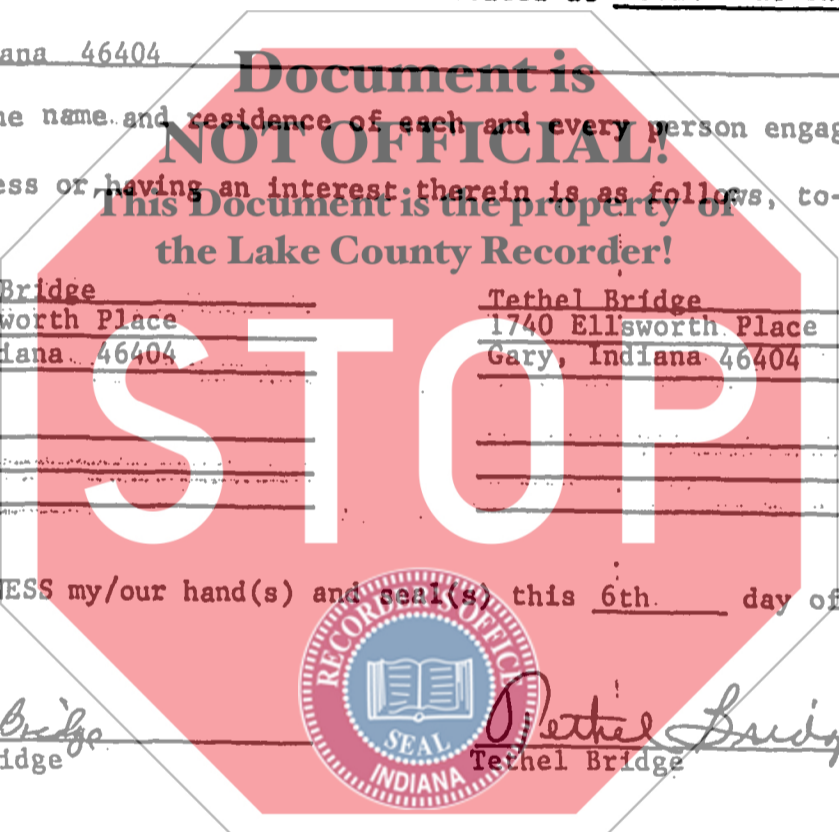 ana 46404
Document is
ne name and residence of each and every person engag
NOT OFFICIAL!
ess or having an interest therein is as follows, to-
This Document is the property of
the Lake County Recorder!
Bridge Tethel Bridge
worth Place 1740 Ellsworth Place
iana 46404 Gary, Indiana 46404
STOP
ESS my/our hand(s) and seal(s) this 6th day of
RECORDER'S OFFICE
SEAL
INDIANA
Bridge Tethel Bridg
idge Tethel Bridge